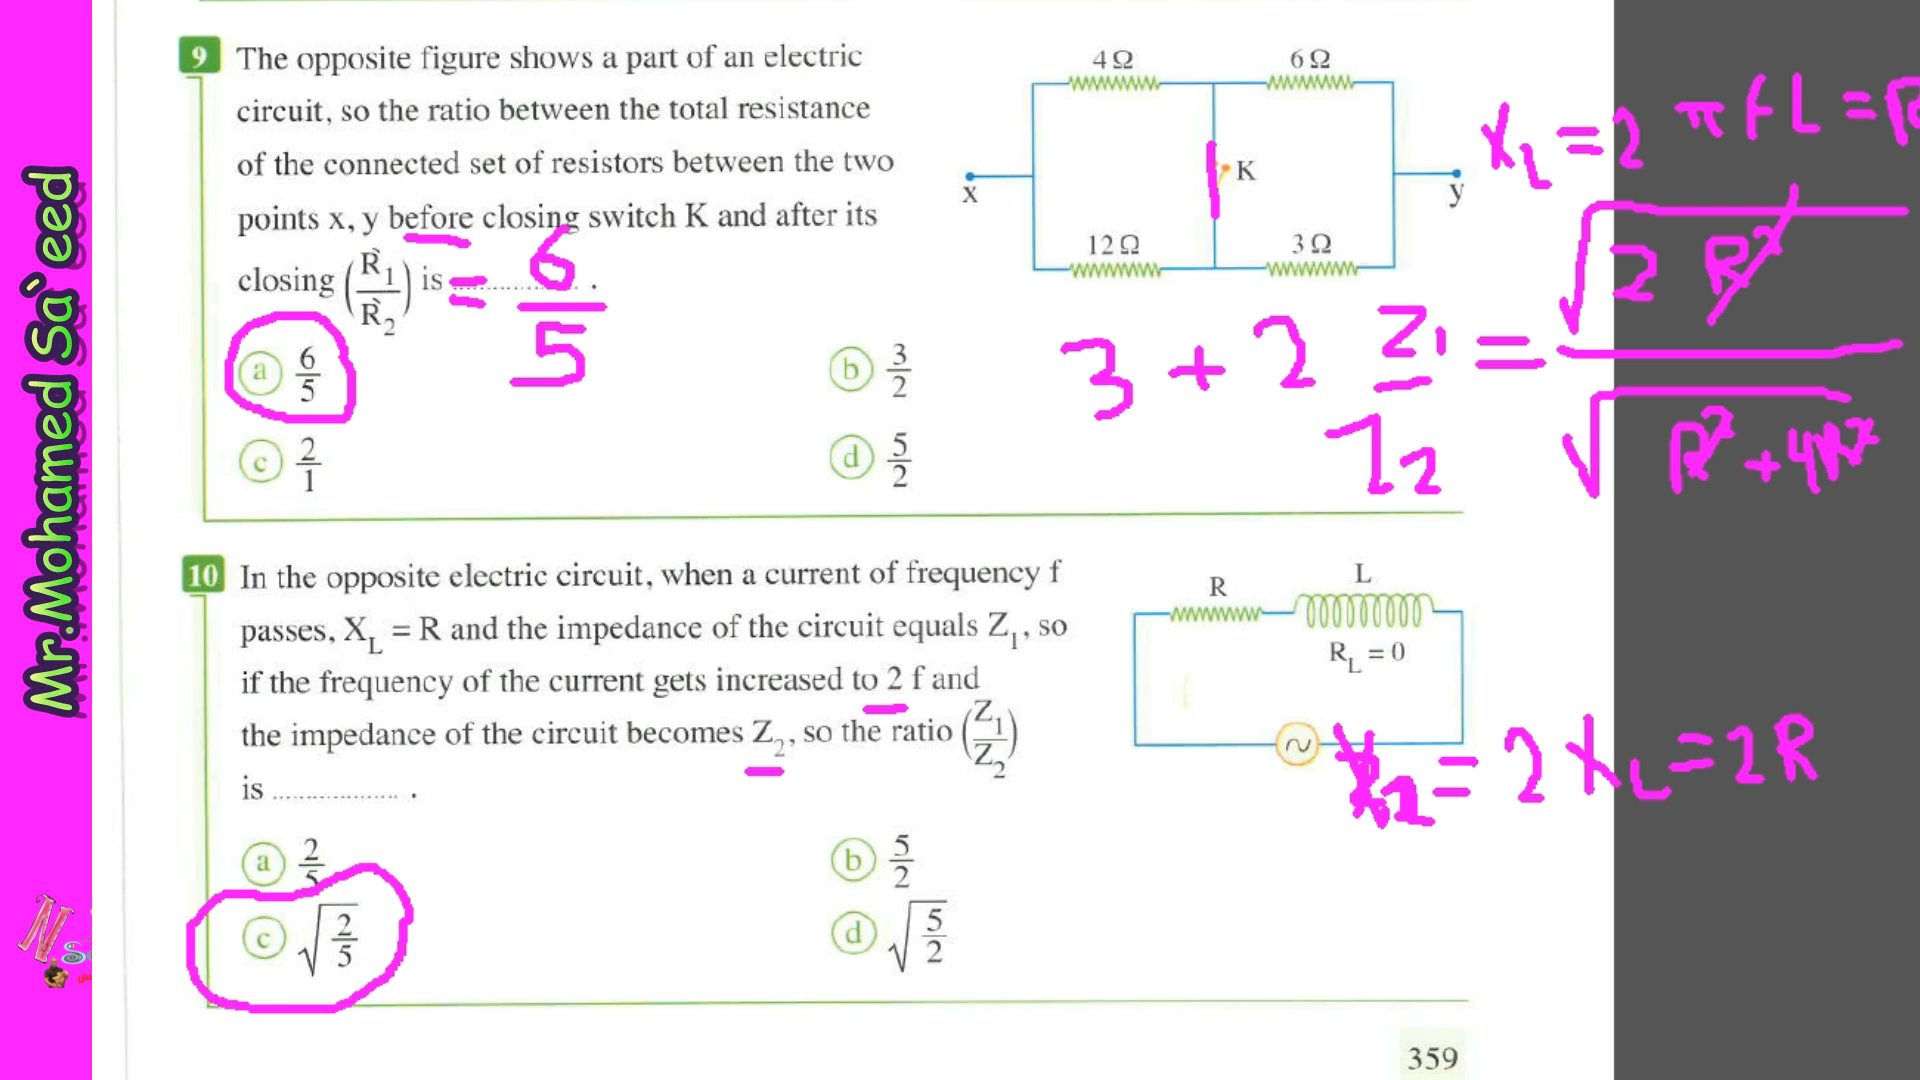 Mr.Mohamed Sa`eed
9 The opposite figure shows a part of an electric
circuit, so the ratio between the total resistance
of the connected set of resistors between the two
points x, y before closing switch K and after its
closing (R̀1/R̀2) is = .............. . 6/5
a 6/5
b 3/2
c 2/1
d 5/2
4 Ω 6 Ω
x K y
12 Ω 3 Ω
3 + 2
XL = 2 π f L = R
Z1/Z2 = √2 R² / √R² + 4R²
10 In the opposite electric circuit, when a current of frequency f
passes, XL = R and the impedance of the circuit equals Z1, so
if the frequency of the current gets increased to 2 f and
the impedance of the circuit becomes Z2, so the ratio (Z1/Z2)
is ................. .
a 2/5
b 5/2
c √2/5
d √5/2
R L
RL = 0
~
= 2 XL = 2R
359